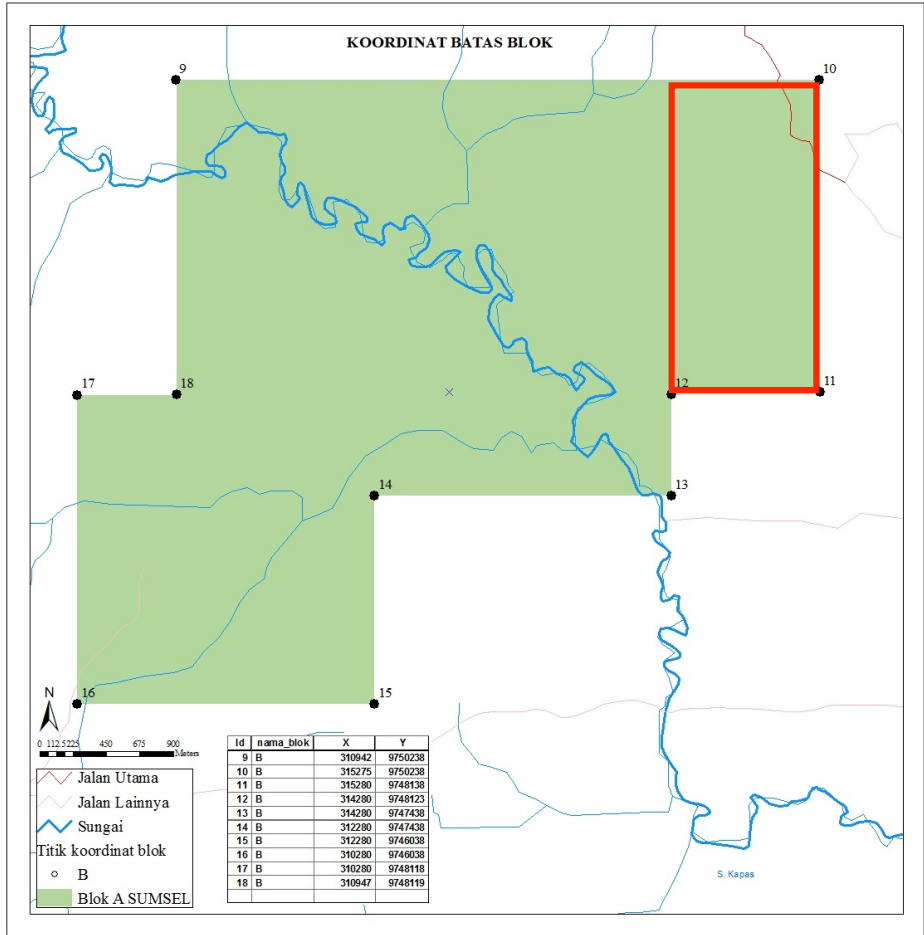 KOORDINAT BATAS BLOK
9
10
17
18
12
11
14
13
16
15
N
0 112.5 225 450 675 900
Meters
Jalan Utama
Jalan Lainnya
Sungai
Titik koordinat blok
B
Blok A SUMSEL
Id nama_blok X Y
9 B 310942 9750238
10 B 315275 9750238
11 B 315280 9748138
12 B 314280 9748123
13 B 314280 9747438
14 B 312280 9747438
15 B 312280 9746038
16 B 310280 9746038
17 B 310280 9748118
18 B 310947 9748119
S. Kapas